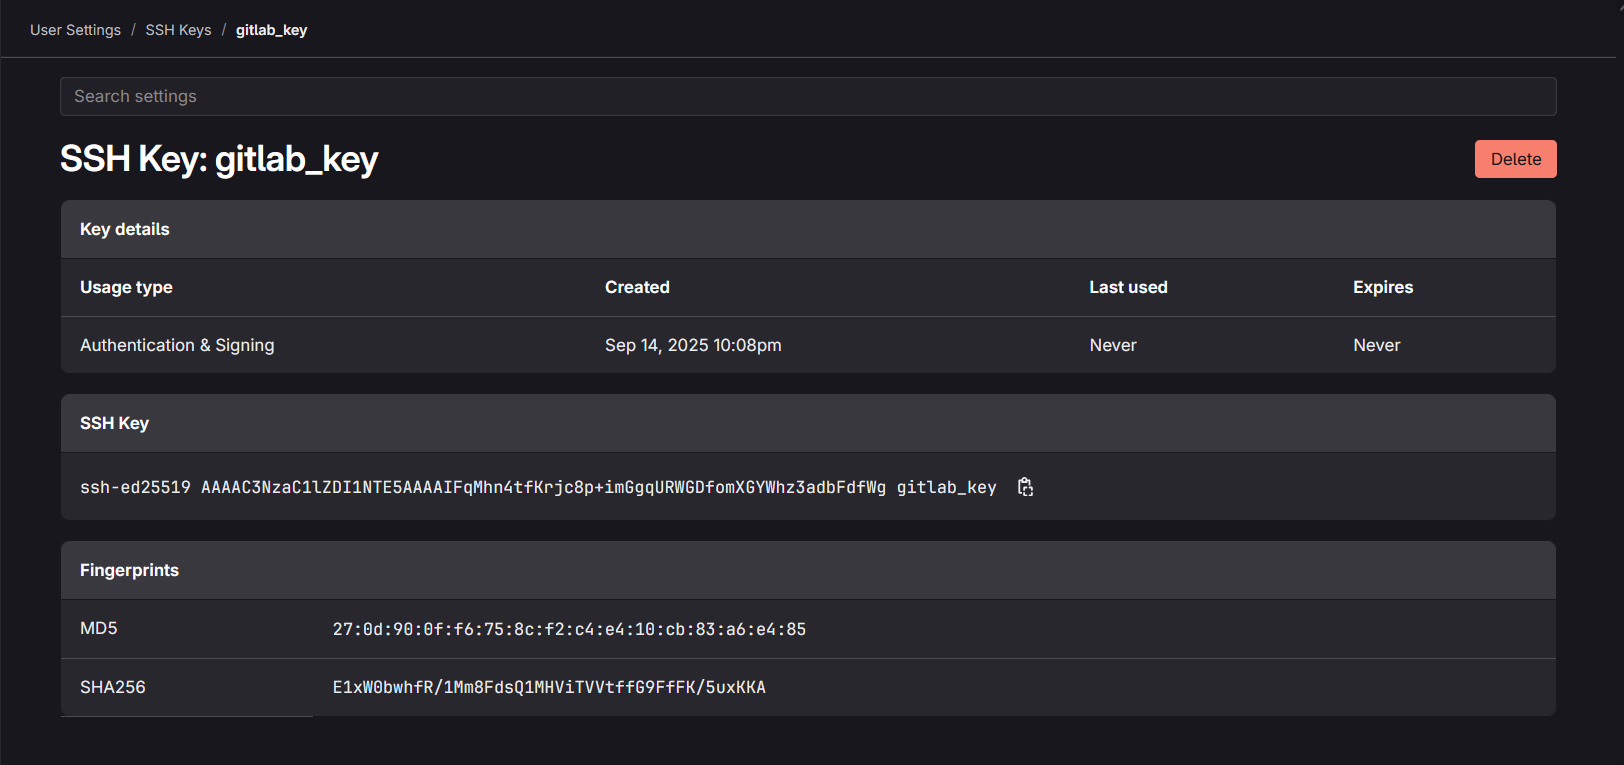 User Settings / SSH Keys / gitlab_key
Search settings
SSH Key: gitlab_key
Delete
Key details
Usage type Created Last used Expires
Authentication & Signing Sep 14, 2025 10:08pm Never Never
SSH Key
ssh-ed25519 AAAAC3NzaC1lZDI1NTE5AAAAIFqMhn4tfKrjc8p+imGgqURWGDfomXGYWhz3adbFdfWg gitlab_key
Fingerprints
MD5 27:0d:90:0f:f6:75:8c:f2:c4:e4:10:cb:83:a6:e4:85
SHA256 E1xW0bwhfR/1Mm8FdsQ1MHViTVVtffG9FfFK/5uxKKA